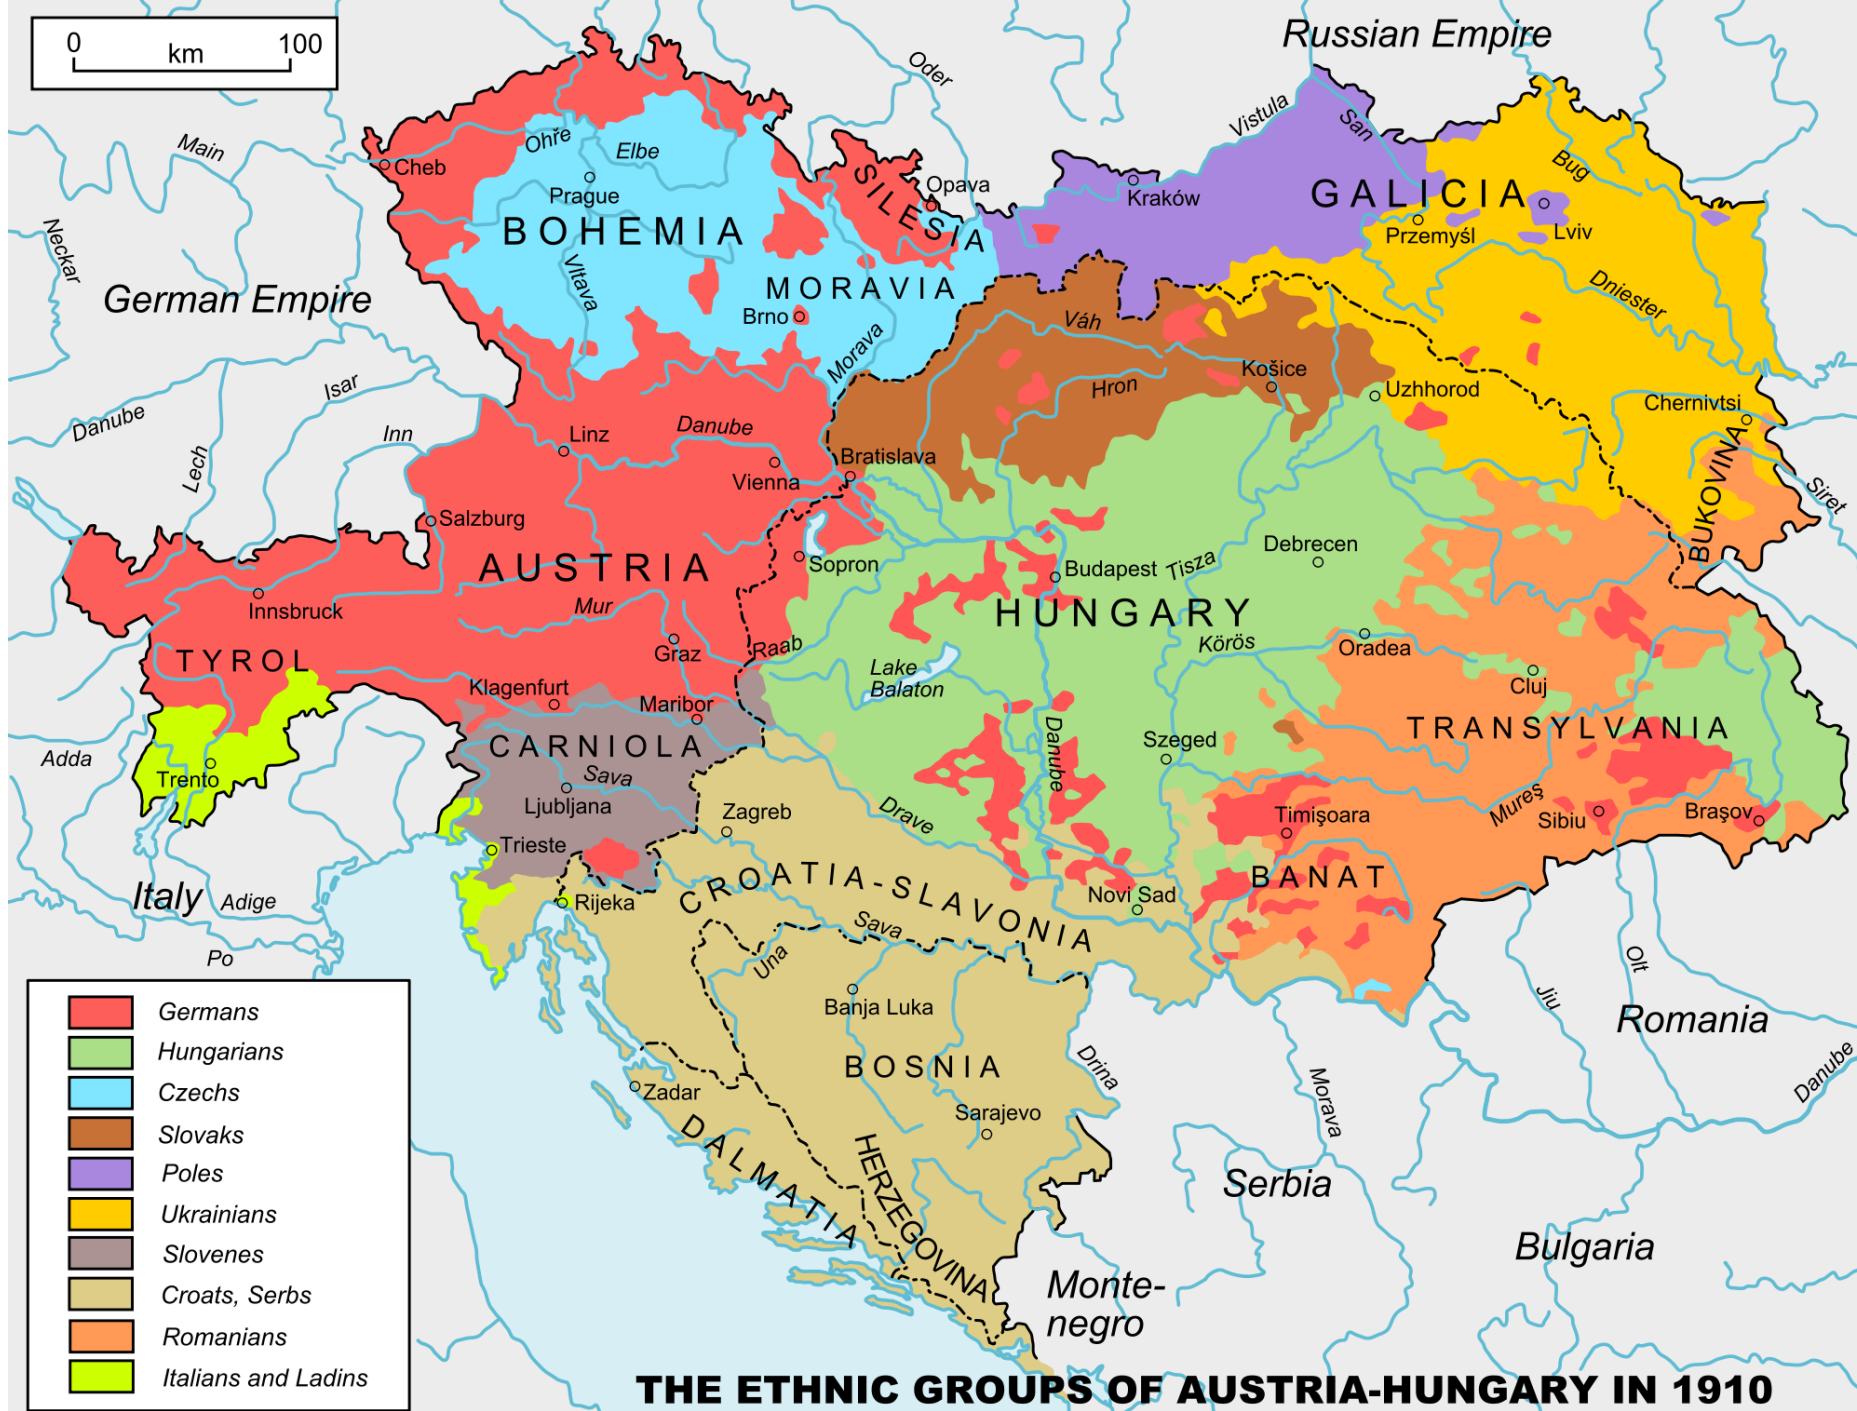 0
100
km
Russian Empire
Oder
Vistula
San
Main
Ohře
Elbe
Cheb
Prague
Opava
SILESIA
Kraków
GALICIA
Bug
Przemyśl
Lviv
BOHEMIA
Neckar
Vltava
MORAVIA
German Empire
Brno
Morava
Váh
Dniester
Isar
Hron
Košice
Uzhhorod
Chernivtsi
Danube
Inn
Linz
Danube
Lech
Vienna
Bratislava
BUKOVINA
Siret
Salzburg
Sopron
AUSTRIA
Debrecen
Budapest
Tisza
Innsbruck
Mur
HUNGARY
TYROL
Graz
Raab
Körös
Oradea
Lake
Balaton
Cluj
Klagenfurt
Maribor
Adda
Trento
CARNIOLA
Sava
Ljubljana
Danube
Szeged
TRANSYLVANIA
Zagreb
Drave
Timişoara
Mureş
Sibiu
Braşov
Trieste
BANAT
Italy
Adige
Rijeka
CROATIA-SLAVONIA
Novi Sad
Po
Una
Sava
Olt
Jiu
Banja Luka
Romania
BOSNIA
Drina
Danube
Zadar
Sarajevo
Morava
DALMATIA
HERZEGOVINA
Serbia
Bulgaria
Monte-
negro
Germans
Hungarians
Czechs
Slovaks
Poles
Ukrainians
Slovenes
Croats, Serbs
Romanians
Italians and Ladins
THE ETHNIC GROUPS OF AUSTRIA-HUNGARY IN 1910